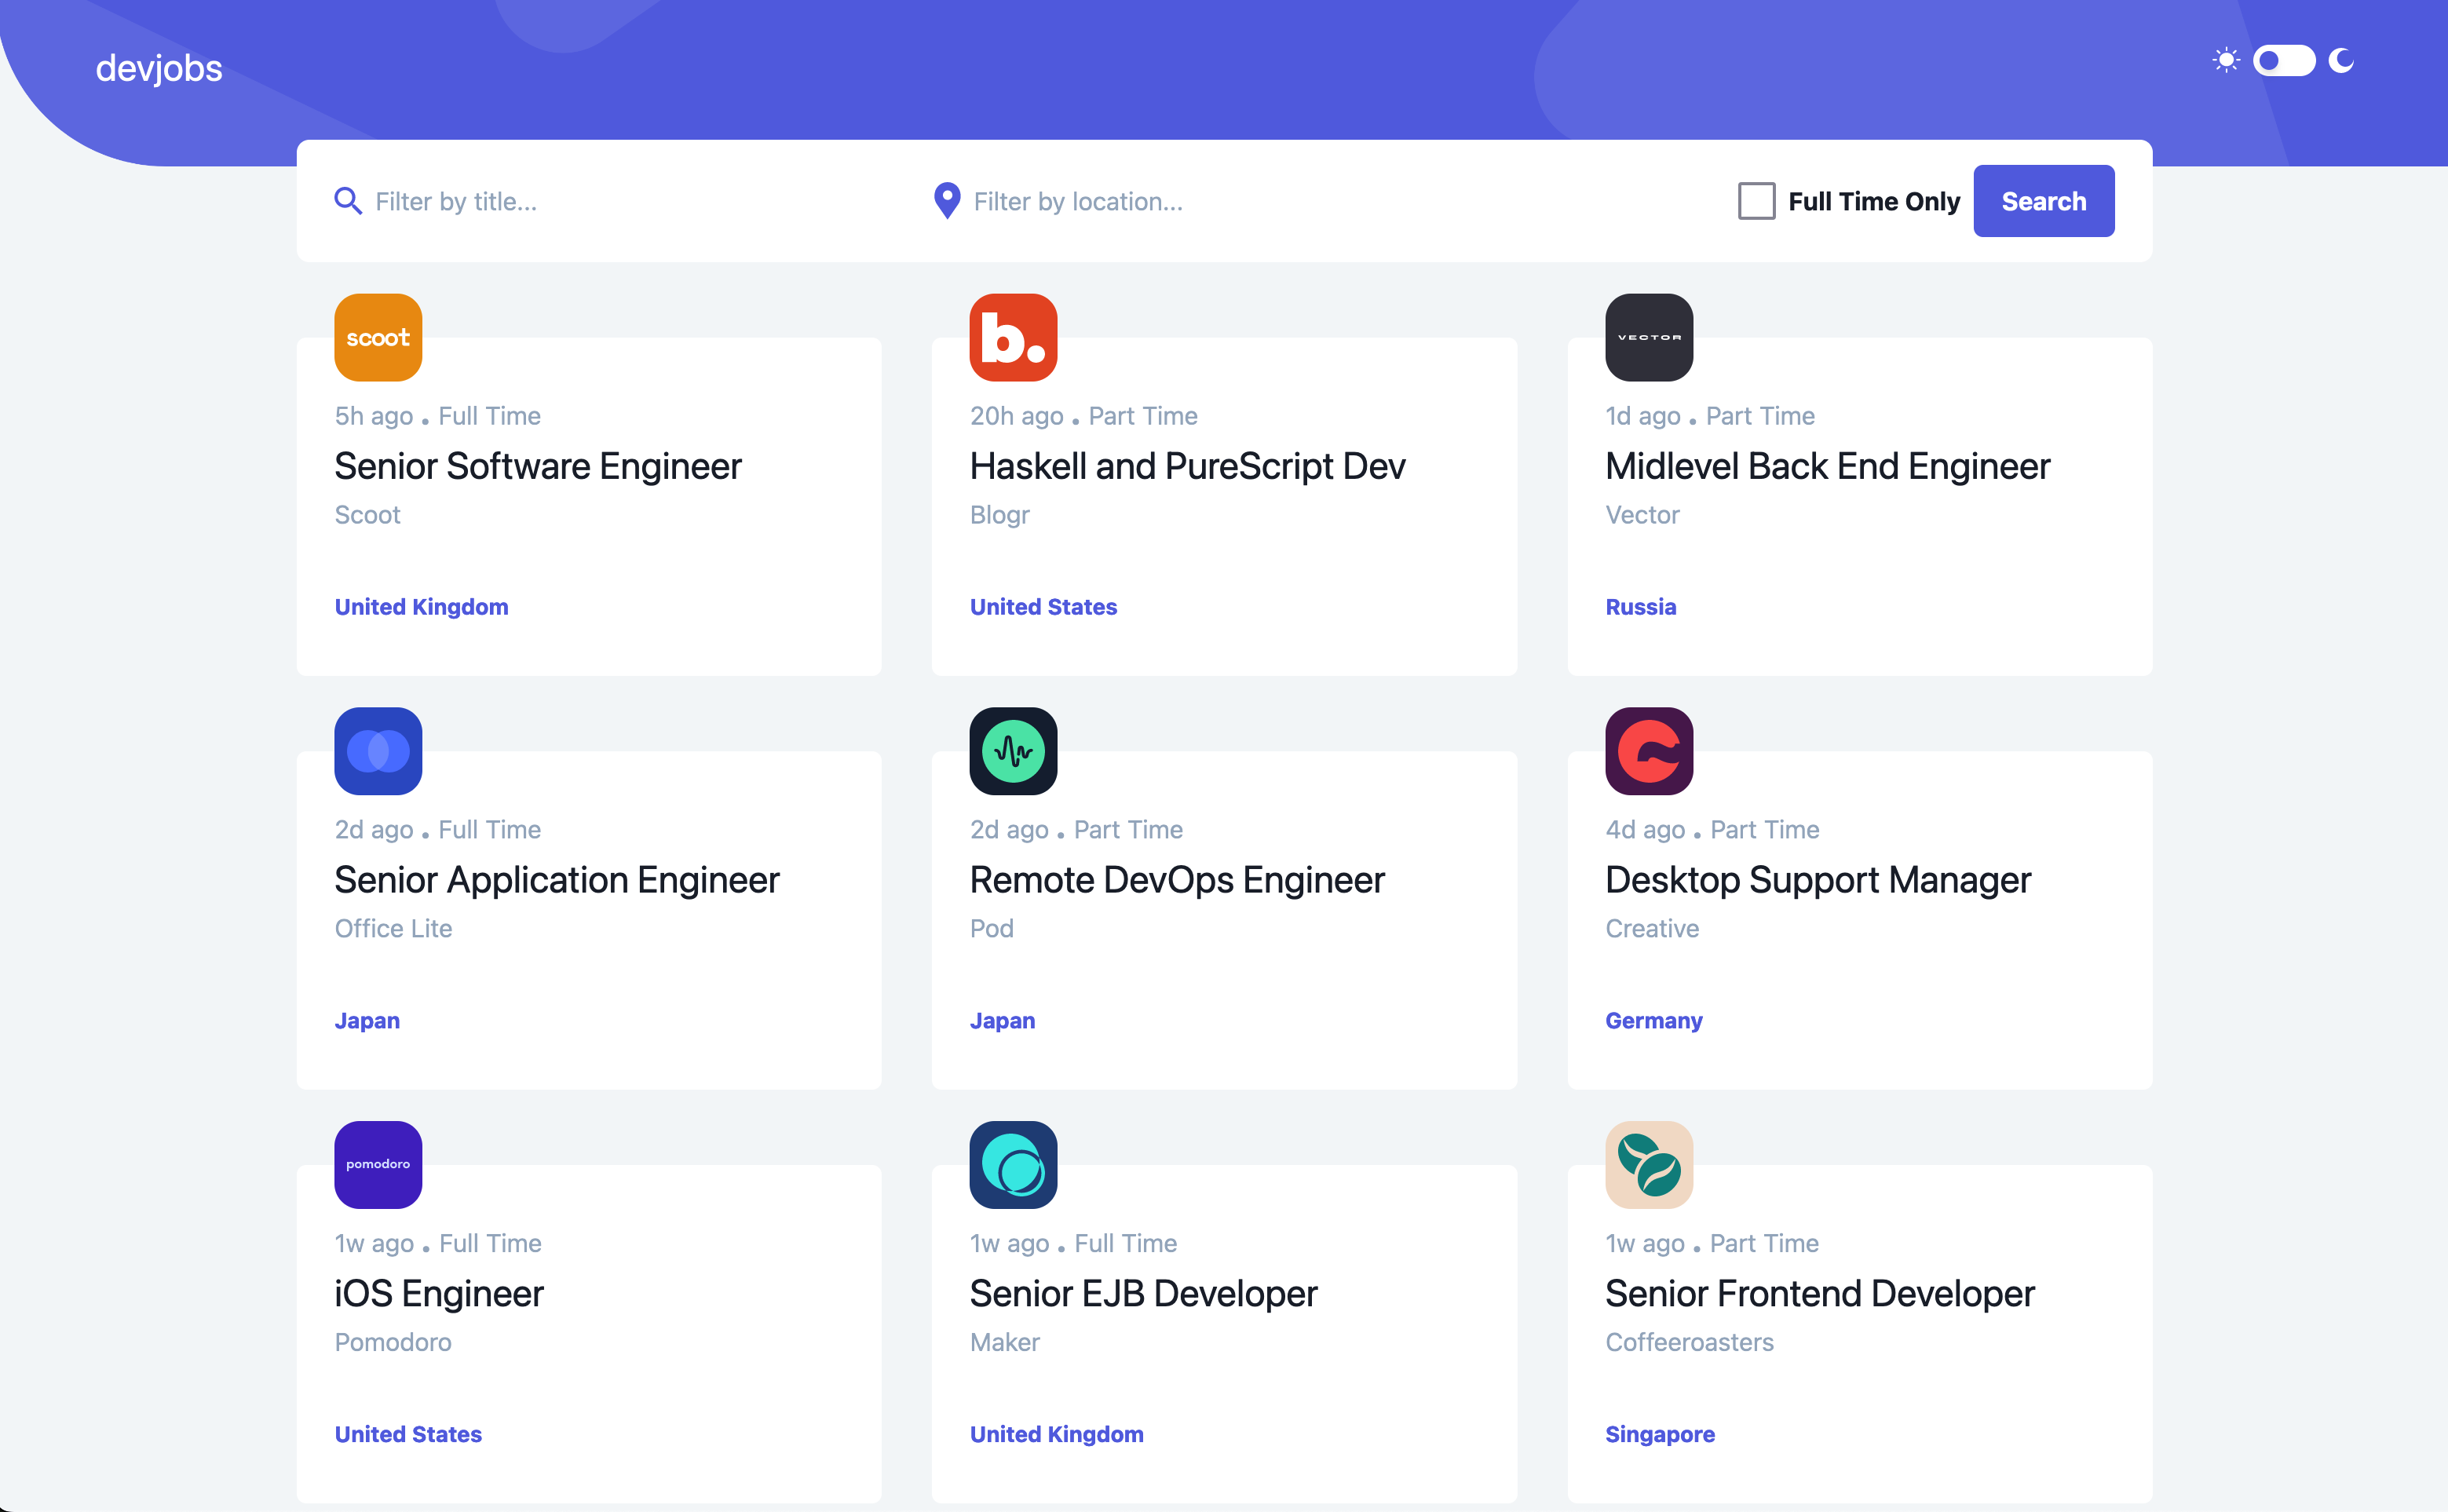 devjobs
Filter by title...
Filter by location...
Full Time Only
Search
scoot
5h ago . Full Time
Senior Software Engineer
Scoot
United Kingdom
b.
20h ago . Part Time
Haskell and PureScript Dev
Blogr
United States
VECTOR
1d ago . Part Time
Midlevel Back End Engineer
Vector
Russia
2d ago . Full Time
Senior Application Engineer
Office Lite
Japan
2d ago . Part Time
Remote DevOps Engineer
Pod
Japan
4d ago . Part Time
Desktop Support Manager
Creative
Germany
pomodoro
1w ago . Full Time
iOS Engineer
Pomodoro
United States
1w ago . Full Time
Senior EJB Developer
Maker
United Kingdom
1w ago . Part Time
Senior Frontend Developer
Coffeeroasters
Singapore